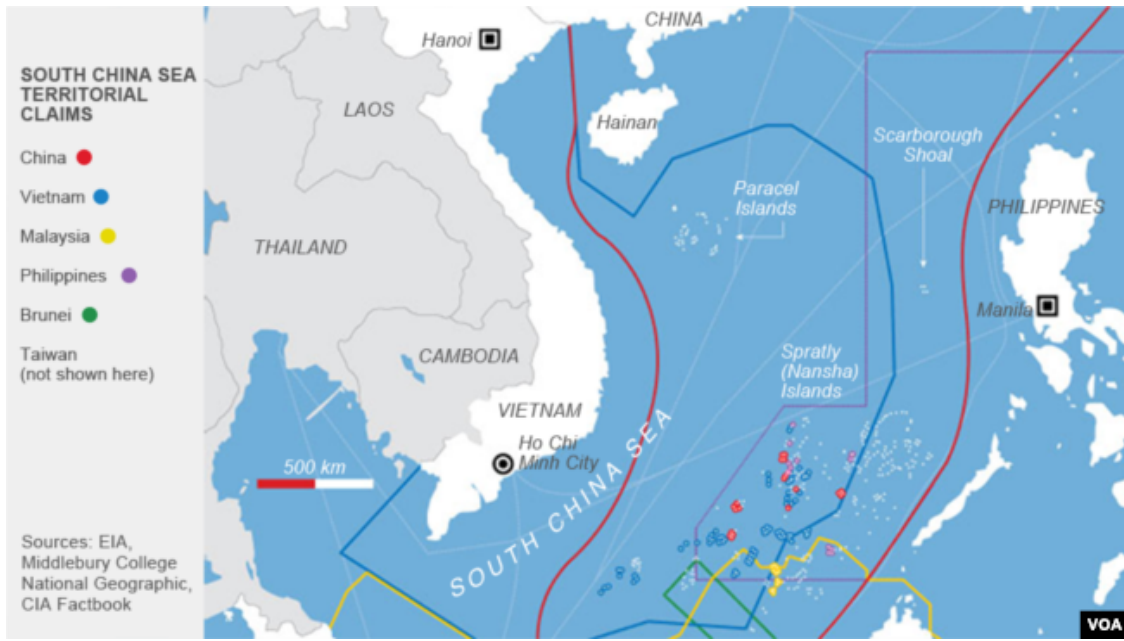 SOUTH CHINA SEA
TERRITORIAL
CLAIMS
China
Vietnam
Malaysia
Philippines
Brunei
Taiwan
(not shown here)
Sources: EIA,
Middlebury College
National Geographic,
CIA Factbook
CHINA
Hanoi
LAOS
Hainan
Scarborough
Shoal
Paracel
Islands
PHILIPPINES
THAILAND
Manila
CAMBODIA
Spratly
(Nansha)
Islands
VIETNAM
Ho Chi
Minh City
500 km
SOUTH CHINA SEA
VOA